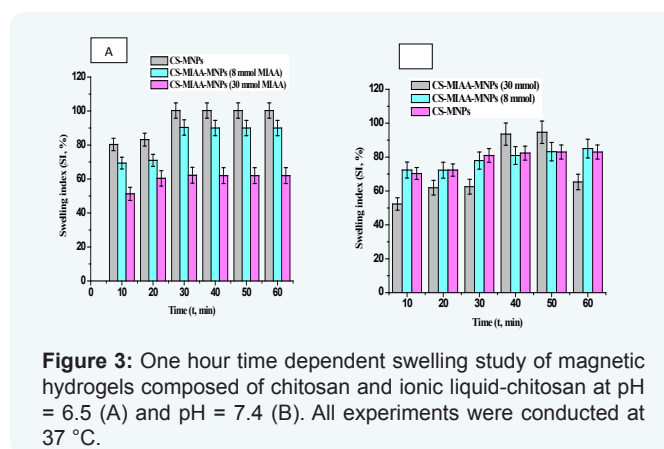 A
CS-MNPs
CS-MIAA-MNPs (8 mmol MIAA)
CS-MIAA-MNPs (30 mmol MIAA)
120
100
80
60
40
20
0
Swelling index (SI, %)
0 10 20 30 40 50 60
Time (t, min)
CS-MIAA-MNPs (30 mmol)
CS-MIAA-MNPs (8 mmol)
CS-MNPs
120
100
80
60
40
20
0
Swelling index (SI, %)
10 20 30 40 50 60
Time (t, min)
Figure 3: One hour time dependent swelling study of magnetic
hydrogels composed of chitosan and ionic liquid-chitosan at pH
= 6.5 (A) and pH = 7.4 (B). All experiments were conducted at
37 °C.